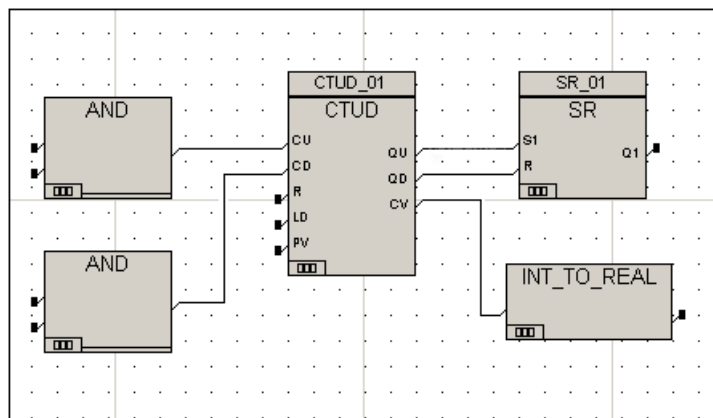 AND
CTUD_01
CTUD
CU
CD
R
LD
PV
QU
QD
CV
SR_01
SR
S1
R
Q1
AND
INT_TO_REAL